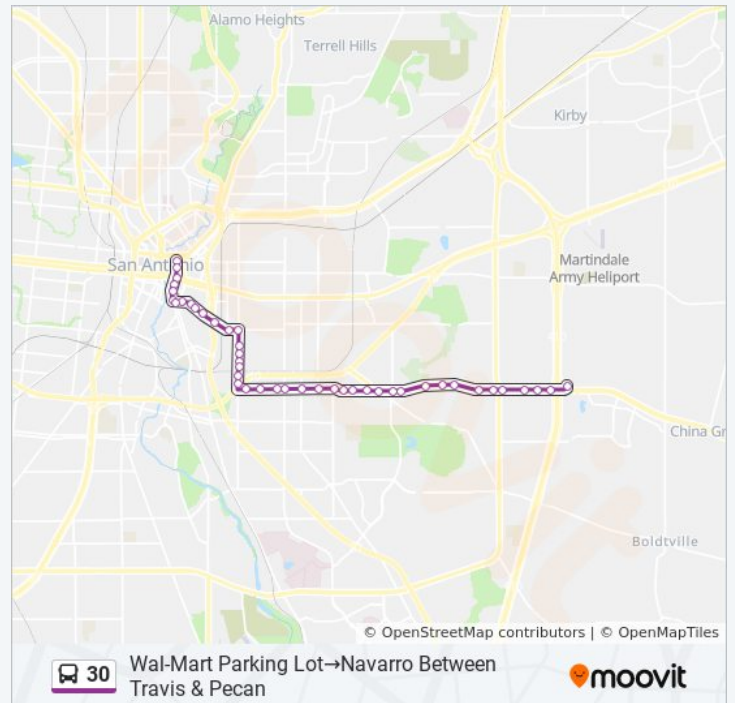 Alamo Heights
Terrell Hills
Kirby
San Antonio
Martindale
Army Heliport
China Gr
Boldtville
© OpenStreetMap contributors | © OpenMapTiles
30
Wal-Mart Parking Lot→Navarro Between
Travis & Pecan
moovit